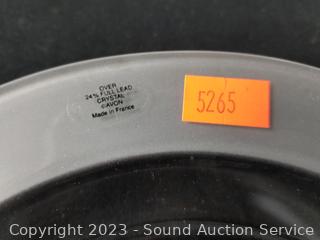 OVER
24% FULL LEAD
CRYSTAL
©AVON
Made in France
5265
Copyright 2023 - Sound Auction Service